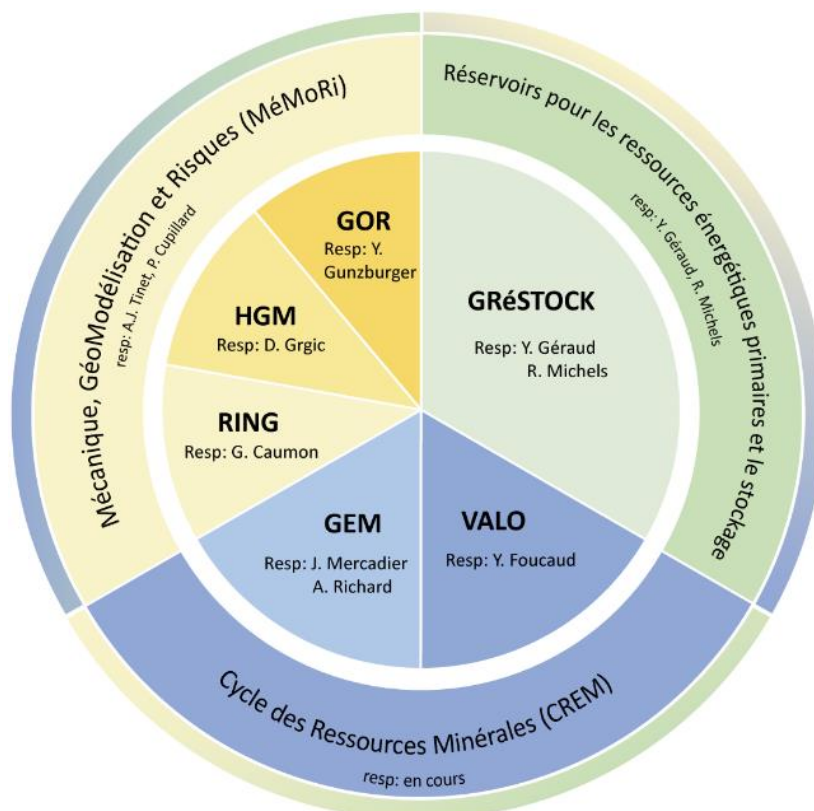 Mécanique, GéoModélisation et Risques (MéMoRi)
resp: A.J. Tinet, P. Cupillard
Réservoirs pour les ressources énergétiques primaires et le stockage
resp: Y. Géraud, R. Michels
GOR
Resp: Y.
Gunzburger
HGM
Resp: D. Grgic
RING
Resp: G. Caumon
GRéSTOCK
Resp: Y. Géraud
R. Michels
GEM
Resp: J. Mercadier
A. Richard
VALO
Resp: Y. Foucaud
Cycle des Ressources Minérales (CREM)
resp: en cours